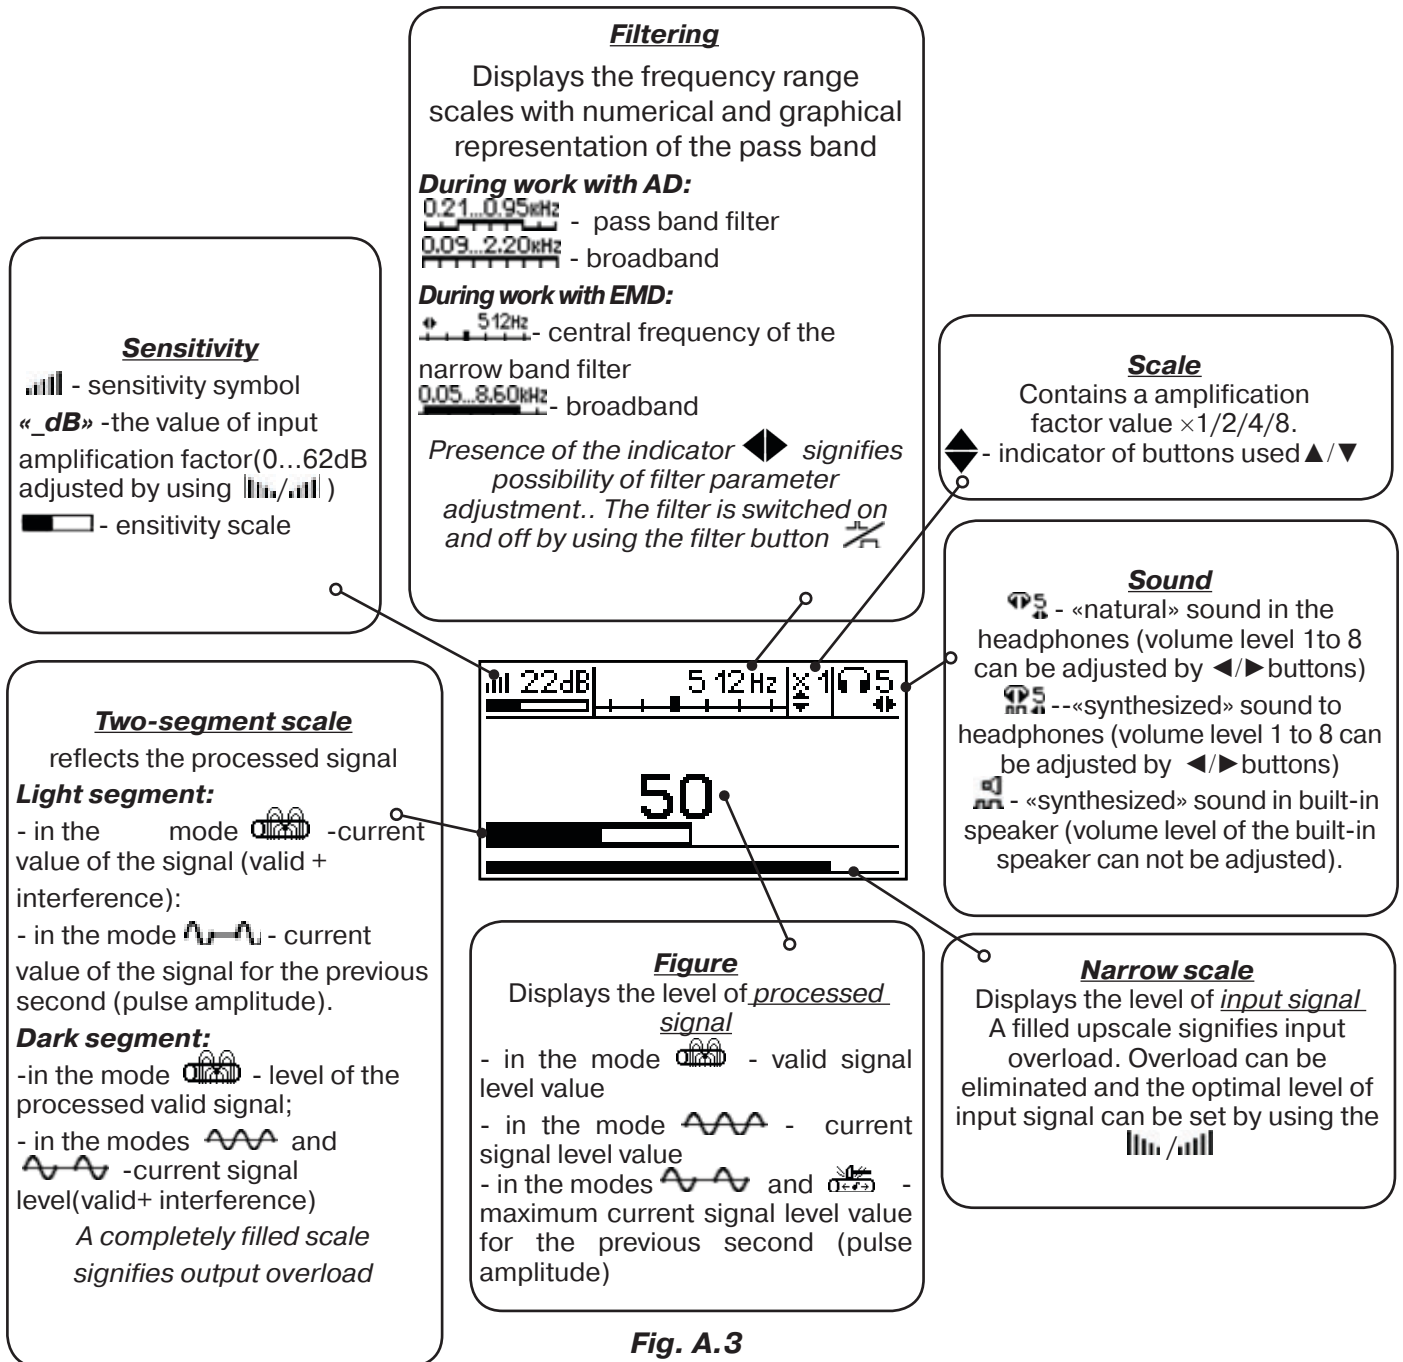 Filtering
Displays the frequency range
scales with numerical and graphical
representation of the pass band
During work with AD:
0.21...0.95кHz - pass band filter
0.09...2.20кHz - broadband
During work with EMD:
512Hz - central frequency of the
narrow band filter
0.05...8.60kHz - broadband
Presence of the indicator ◀▶ signifies
possibility of filter parameter
adjustment.. The filter is switched on
and off by using the filter button
Sensitivity
- sensitivity symbol
«_dB» -the value of input
amplification factor(0...62dB
adjusted by using / )
- ensitivity scale
Scale
Contains a amplification
factor value ×1/2/4/8.
- indicator of buttons used▲/▼
Sound
5 - «natural» sound in the
headphones (volume level 1to 8
can be adjusted by ◄/► buttons)
5 --«synthesized» sound to
headphones (volume level 1 to 8 can
be adjusted by ◄/► buttons)
- «synthesized» sound in built-in
speaker (volume level of the built-in
speaker can not be adjusted).
Two-segment scale
reflects the processed signal
Light segment:
- in the mode -current
value of the signal (valid +
interference):
- in the mode - current
value of the signal for the previous
second (pulse amplitude).
Dark segment:
-in the mode - level of the
processed valid signal;
- in the modes and
-current signal
level(valid+ interference)
A completely filled scale
signifies output overload
22dB 512Hz X1 5
50
Figure
Displays the level of processed
signal
- in the mode - valid signal
level value
- in the mode - current
signal level value
- in the modes and -
maximum current signal level value
for the previous second (pulse
amplitude)
Narrow scale
Displays the level of input signal
A filled upscale signifies input
overload. Overload can be
eliminated and the optimal level of
input signal can be set by using the
/
Fig. A.3